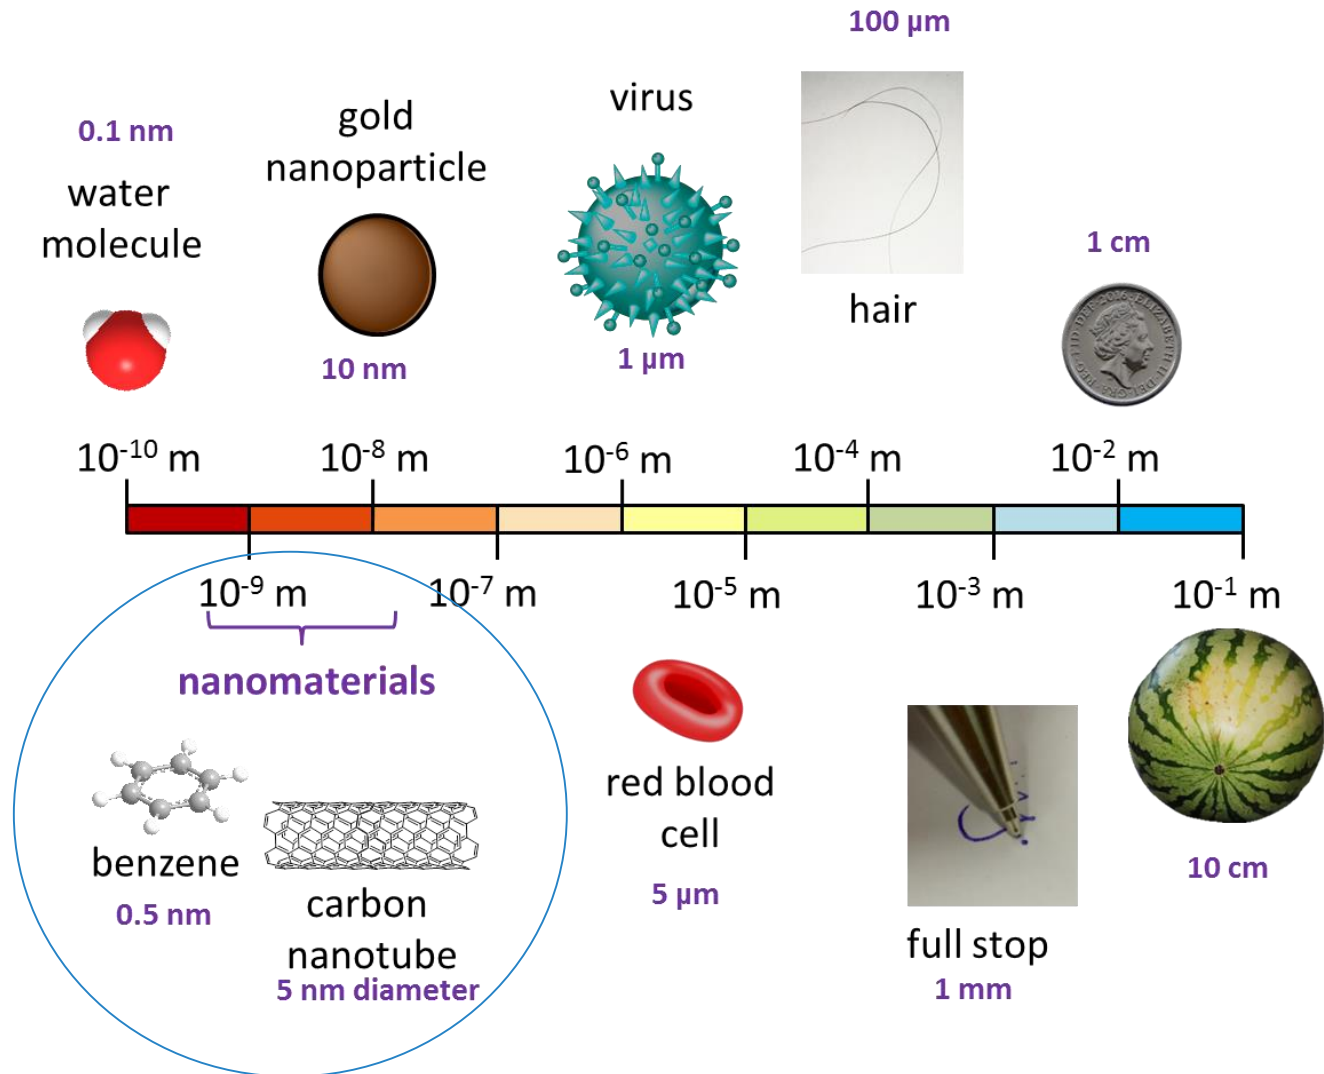 100 µm
virus
gold
nanoparticle
0.1 nm
water
molecule
1 cm
hair
10 nm
1 µm
10⁻¹⁰ m
10⁻⁸ m
10⁻⁶ m
10⁻⁴ m
10⁻² m
10⁻⁹ m
10⁻⁷ m
10⁻⁵ m
10⁻³ m
10⁻¹ m
nanomaterials
benzene
0.5 nm
carbon
nanotube
5 nm diameter
red blood
cell
5 µm
full stop
1 mm
10 cm